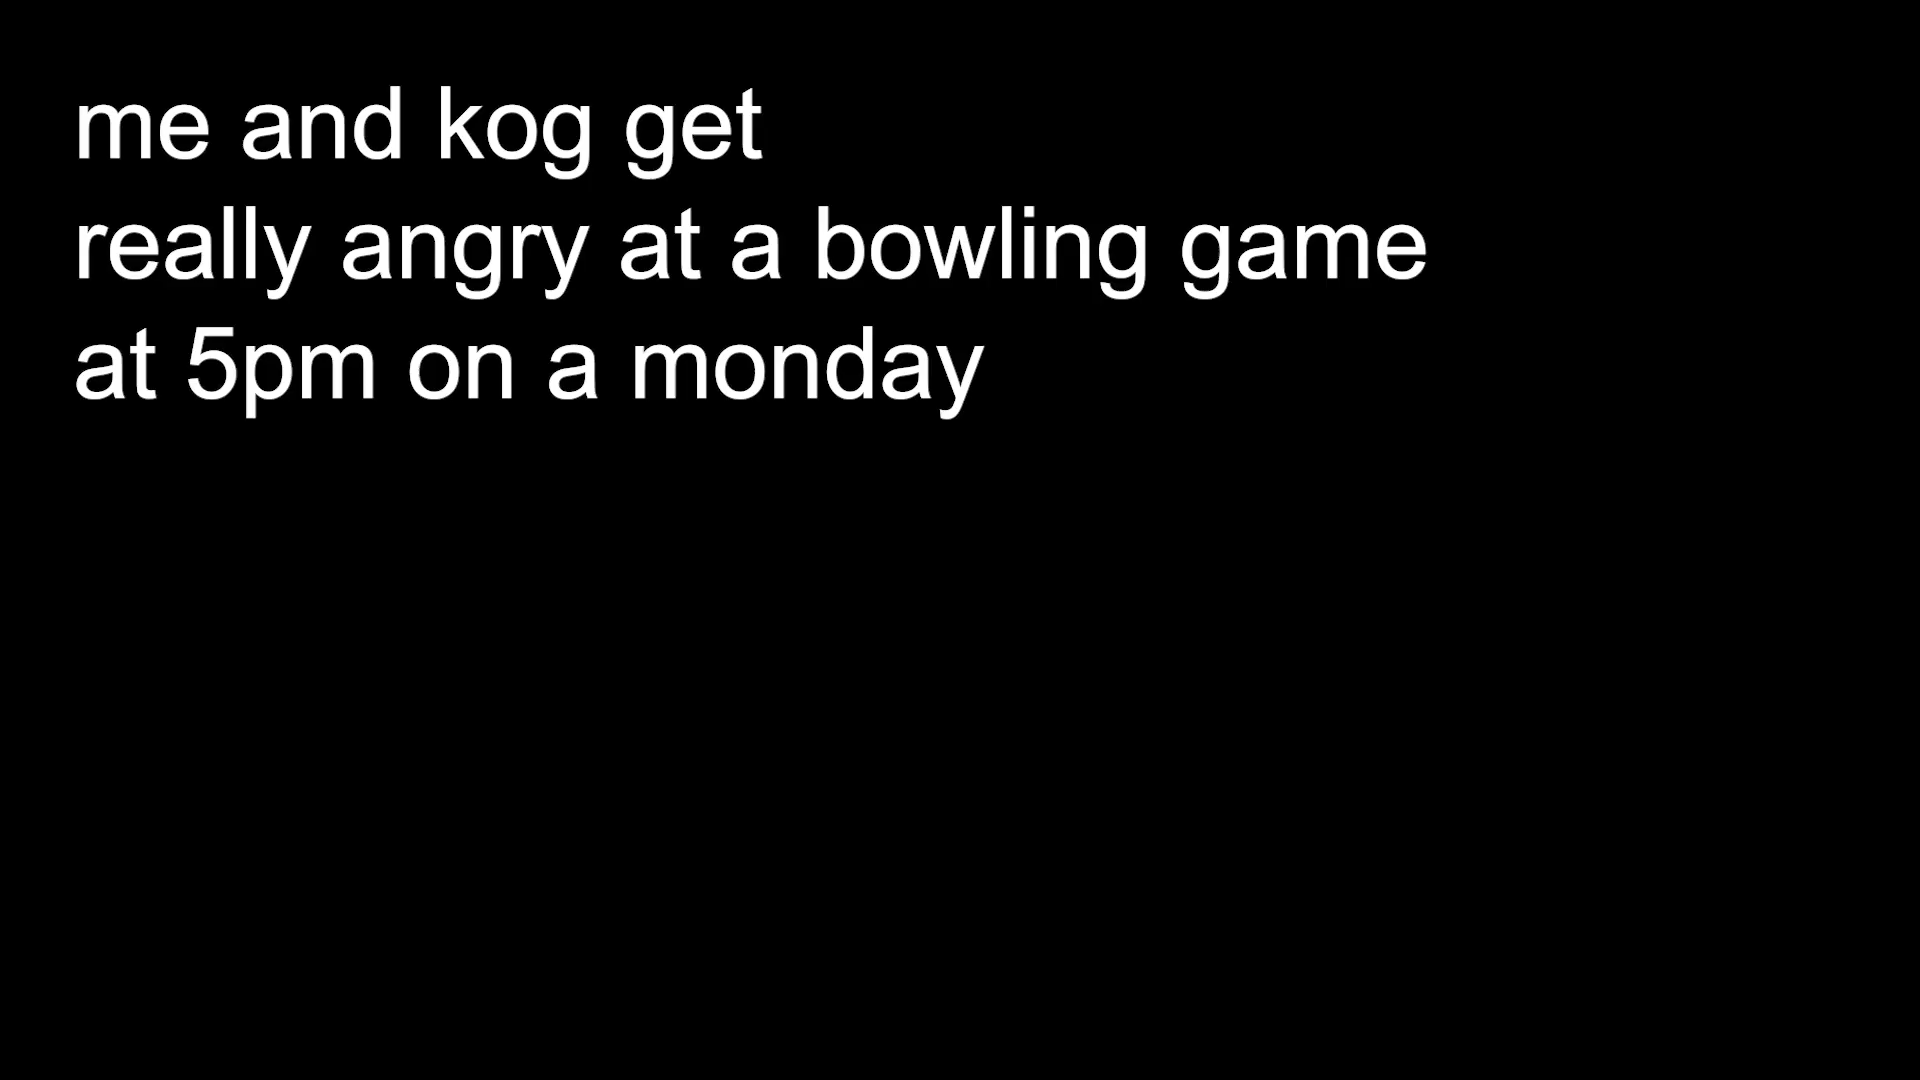 me and kog get
really angry at a bowling game
at 5pm on a monday